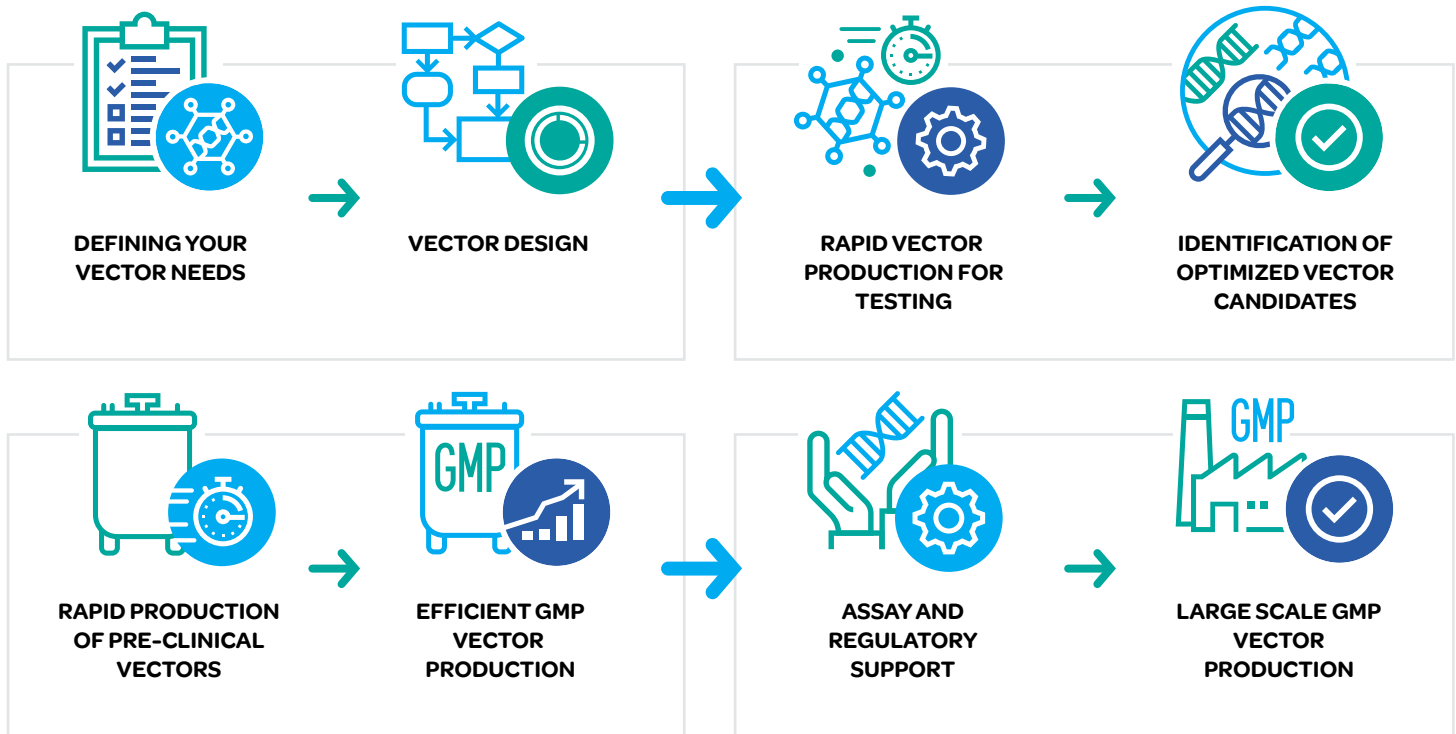 DEFINING YOUR
VECTOR NEEDS
VECTOR DESIGN
RAPID VECTOR
PRODUCTION FOR
TESTING
IDENTIFICATION OF
OPTIMIZED VECTOR
CANDIDATES
GMP
GMP
RAPID PRODUCTION
OF PRE-CLINICAL
VECTORS
EFFICIENT GMP
VECTOR
PRODUCTION
ASSAY AND
REGULATORY
SUPPORT
LARGE SCALE GMP
VECTOR
PRODUCTION